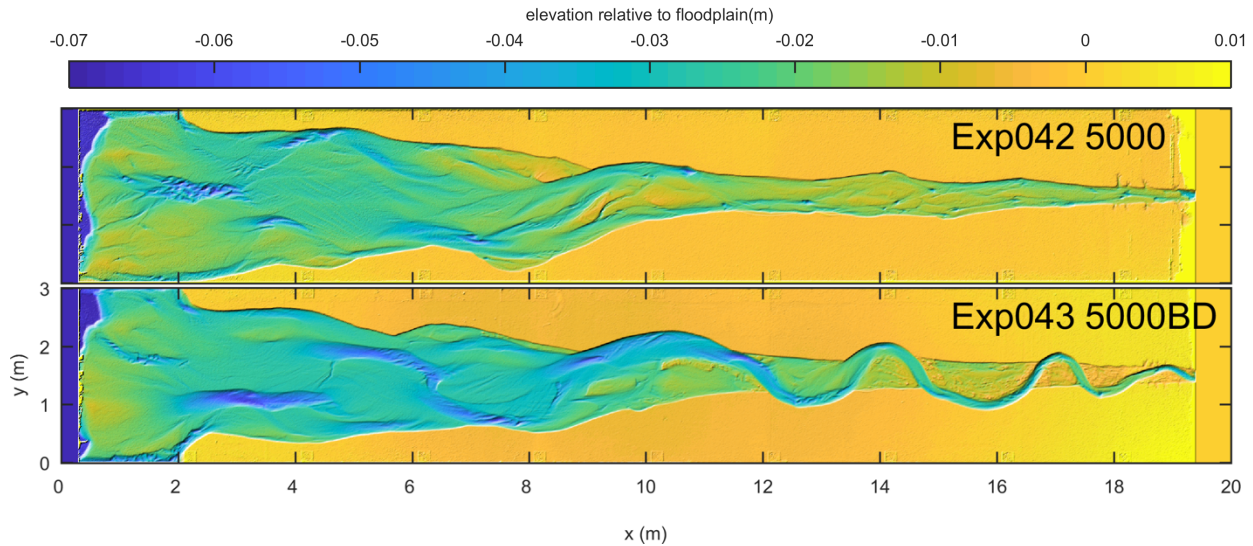 elevation relative to floodplain(m)
-0.07 -0.06 -0.05 -0.04 -0.03 -0.02 -0.01 0 0.01
Exp042 5000
Exp043 5000BD
3
2
1
0
y (m)
0 2 4 6 8 10 12 14 16 18 20
x (m)